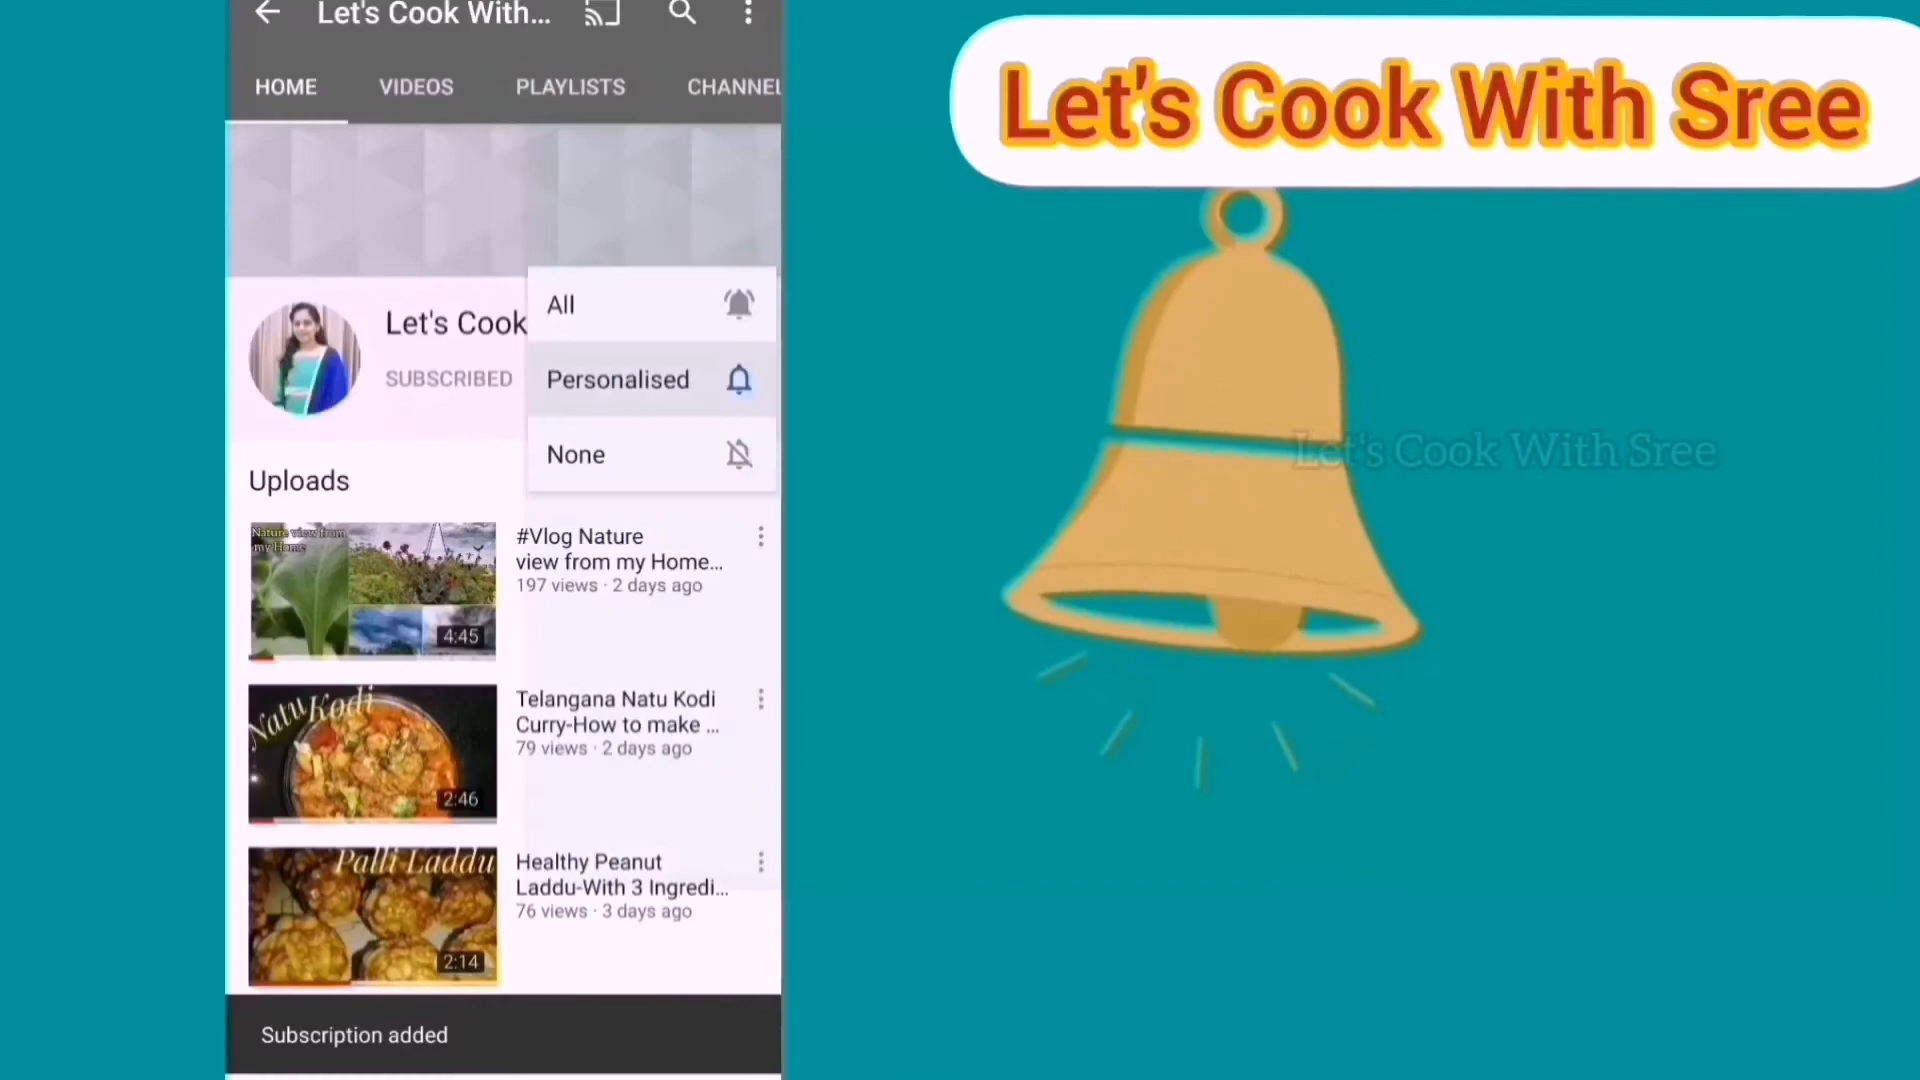 Let's Cook With...
HOME VIDEOS PLAYLISTS CHANNEL
Let's Cook With Sree
All
Let's Cook
SUBSCRIBED
Personalised
None
Let's Cook With Sree
Uploads
Nature view from
my Home
4:45
#Vlog Nature
view from my Home...
197 views · 2 days ago
Natu Kodi
2:46
Telangana Natu Kodi
Curry-How to make ...
79 views · 2 days ago
Palli Laddu
2:14
Healthy Peanut
Laddu-With 3 Ingredi...
76 views · 3 days ago
Subscription added